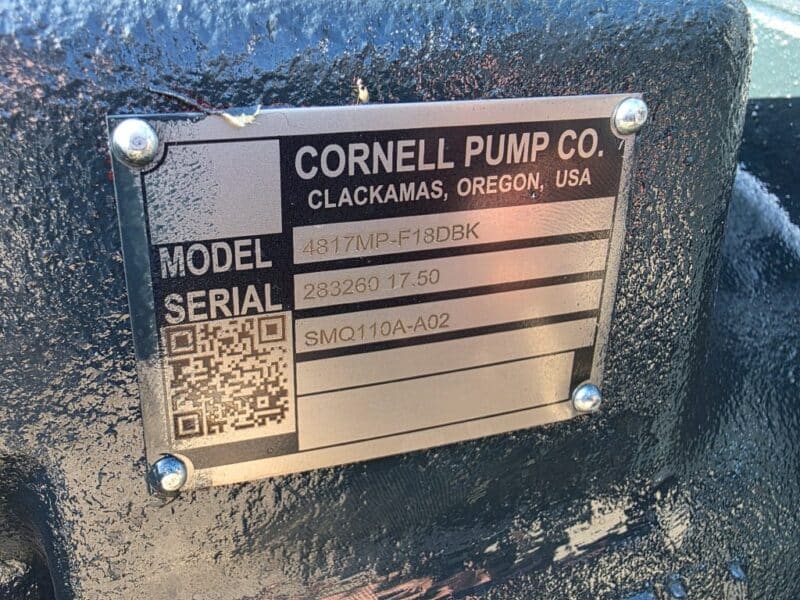 CORNELL PUMP CO.
CLACKAMAS, OREGON, USA
MODEL 4817MP-F18DBK
SERIAL 283260 17.50
SMQ110A-A02